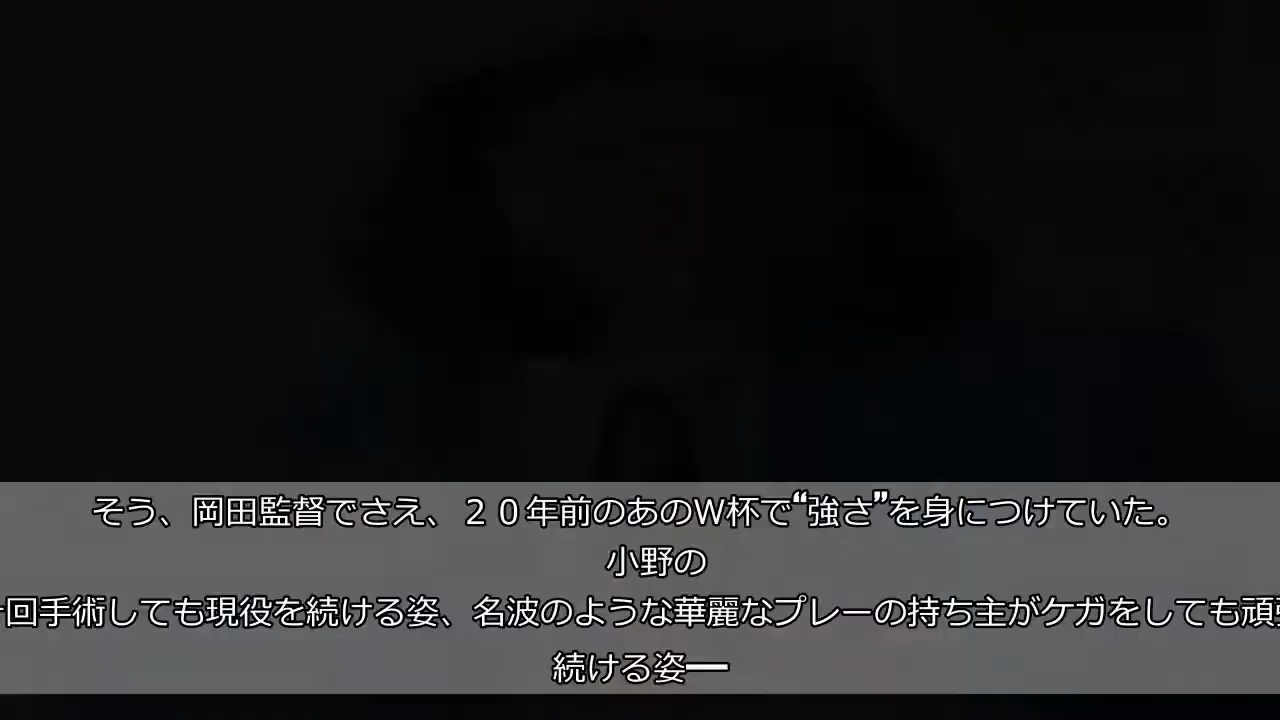 そう、岡田監督でさえ、２０年前のあのW杯で“強さ”を身につけていた。
小野の
回手術しても現役を続ける姿、名波のような華麗なプレーの持ち主がケガをしても頑
続ける姿━